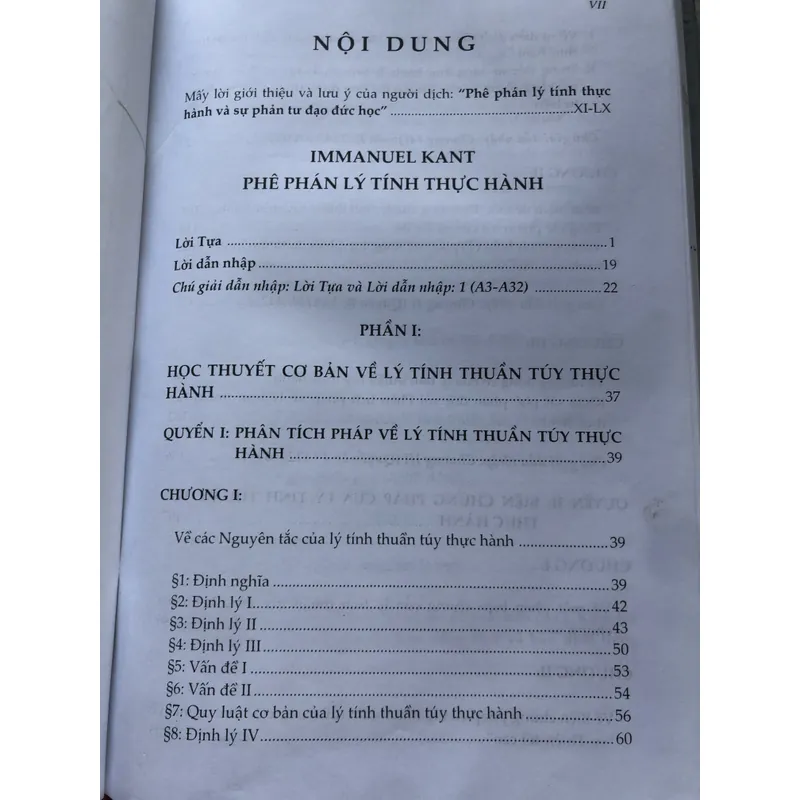 VII
NỘI DUNG
Mấy lời giới thiệu và lưu ý của người dịch: “Phê phán lý tính thực
hành và sự phản tư đạo đức học” ........................................XI-LX
IMMANUEL KANT
PHÊ PHÁN LÝ TÍNH THỰC HÀNH
Lời Tựa ........................................ 1
Lời dẫn nhập........................................ 19
Chú giải dẫn nhập: Lời Tựa và Lời dẫn nhập: 1 (A3-A32) ............... 22
PHẦN I:
HỌC THUYẾT CƠ BẢN VỀ LÝ TÍNH THUẦN TÚY THỰC
HÀNH ........................................ 37
QUYỂN I: PHÂN TÍCH PHÁP VỀ LÝ TÍNH THUẦN TÚY THỰC
HÀNH ........................................ 39
CHƯƠNG I:
Về các Nguyên tắc của lý tính thuần túy thực hành ............... 39
§1: Định nghĩa ........................................ 39
§2: Định lý I........................................ 42
§3: Định lý II ........................................ 43
§4: Định lý III ........................................ 50
§5: Vấn đề I ........................................ 53
§6: Vấn đề II ........................................ 54
§7: Quy luật cơ bản của lý tính thuần túy thực hành ............... 56
§8: Định lý IV........................................ 60